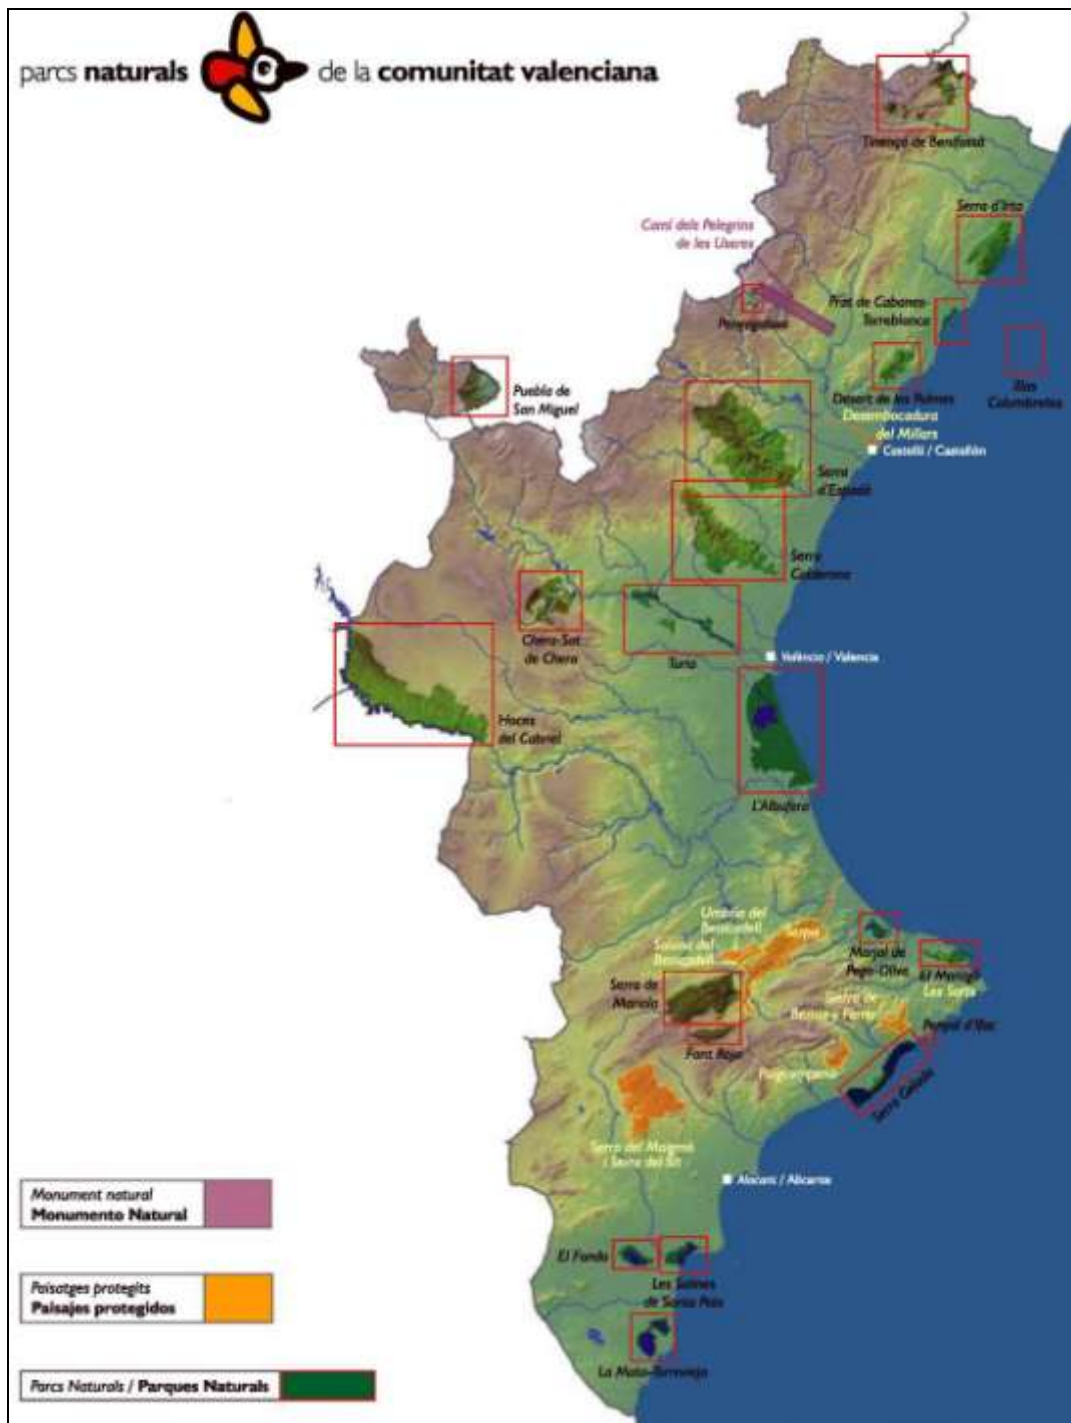 parcs naturals de la comunitat valenciana
Tinença de Benifassà
Serra d'Irta
Camí dels Pelegrins
de les Useres
Prat de Cabanes-
Torreblanca
Penyagolosa
Illes
Columbretes
Puebla de
San Miguel
Desert de les Palmes
Desembocadura
del Millars
Castelló / Castellón
Serra
d'Espadà
Serra
Calderona
Chera-Sot
de Chera
Turia
València / Valencia
Hoces
del Cabriel
L'Albufera
Umbria del
Benicadell
Serpis
Solana del
Benicadell
Marjal de
Pego-Oliva
El Montgó
Les Sorts
Serra de
Mariola
Serra de
Bernia y Ferrer
Penyal d'Ifac
Font Roja
Puigcampana
Serra Gelada
Serra del Maigmó
i Serra del Sit
Alacant / Alicante
Monument natural
Monumento Natural
El Fondo
Les Salines
de Santa Pola
Paisatges protegits
Paisajes protegidos
La Mata-Torrevieja
Parcs Naturals / Parques Naturals